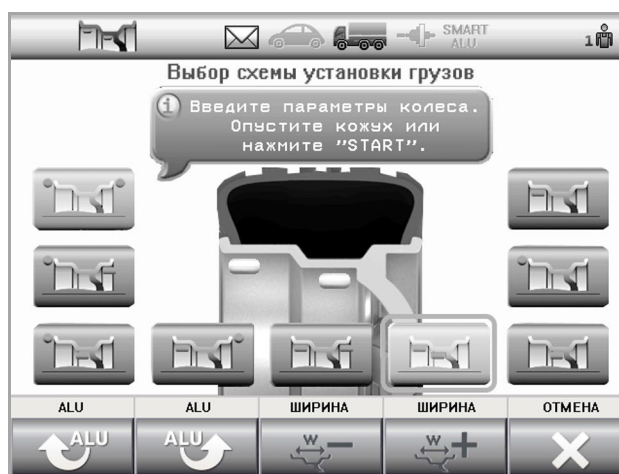 SMART
ALU
1
Выбор схемы установки грузов
i
Введите параметры колеса.
Опустите кожух или
нажмите "START".
ALU
ALU
ШИРИНА
ШИРИНА
ОТМЕНА
ALU
ALU
W
W